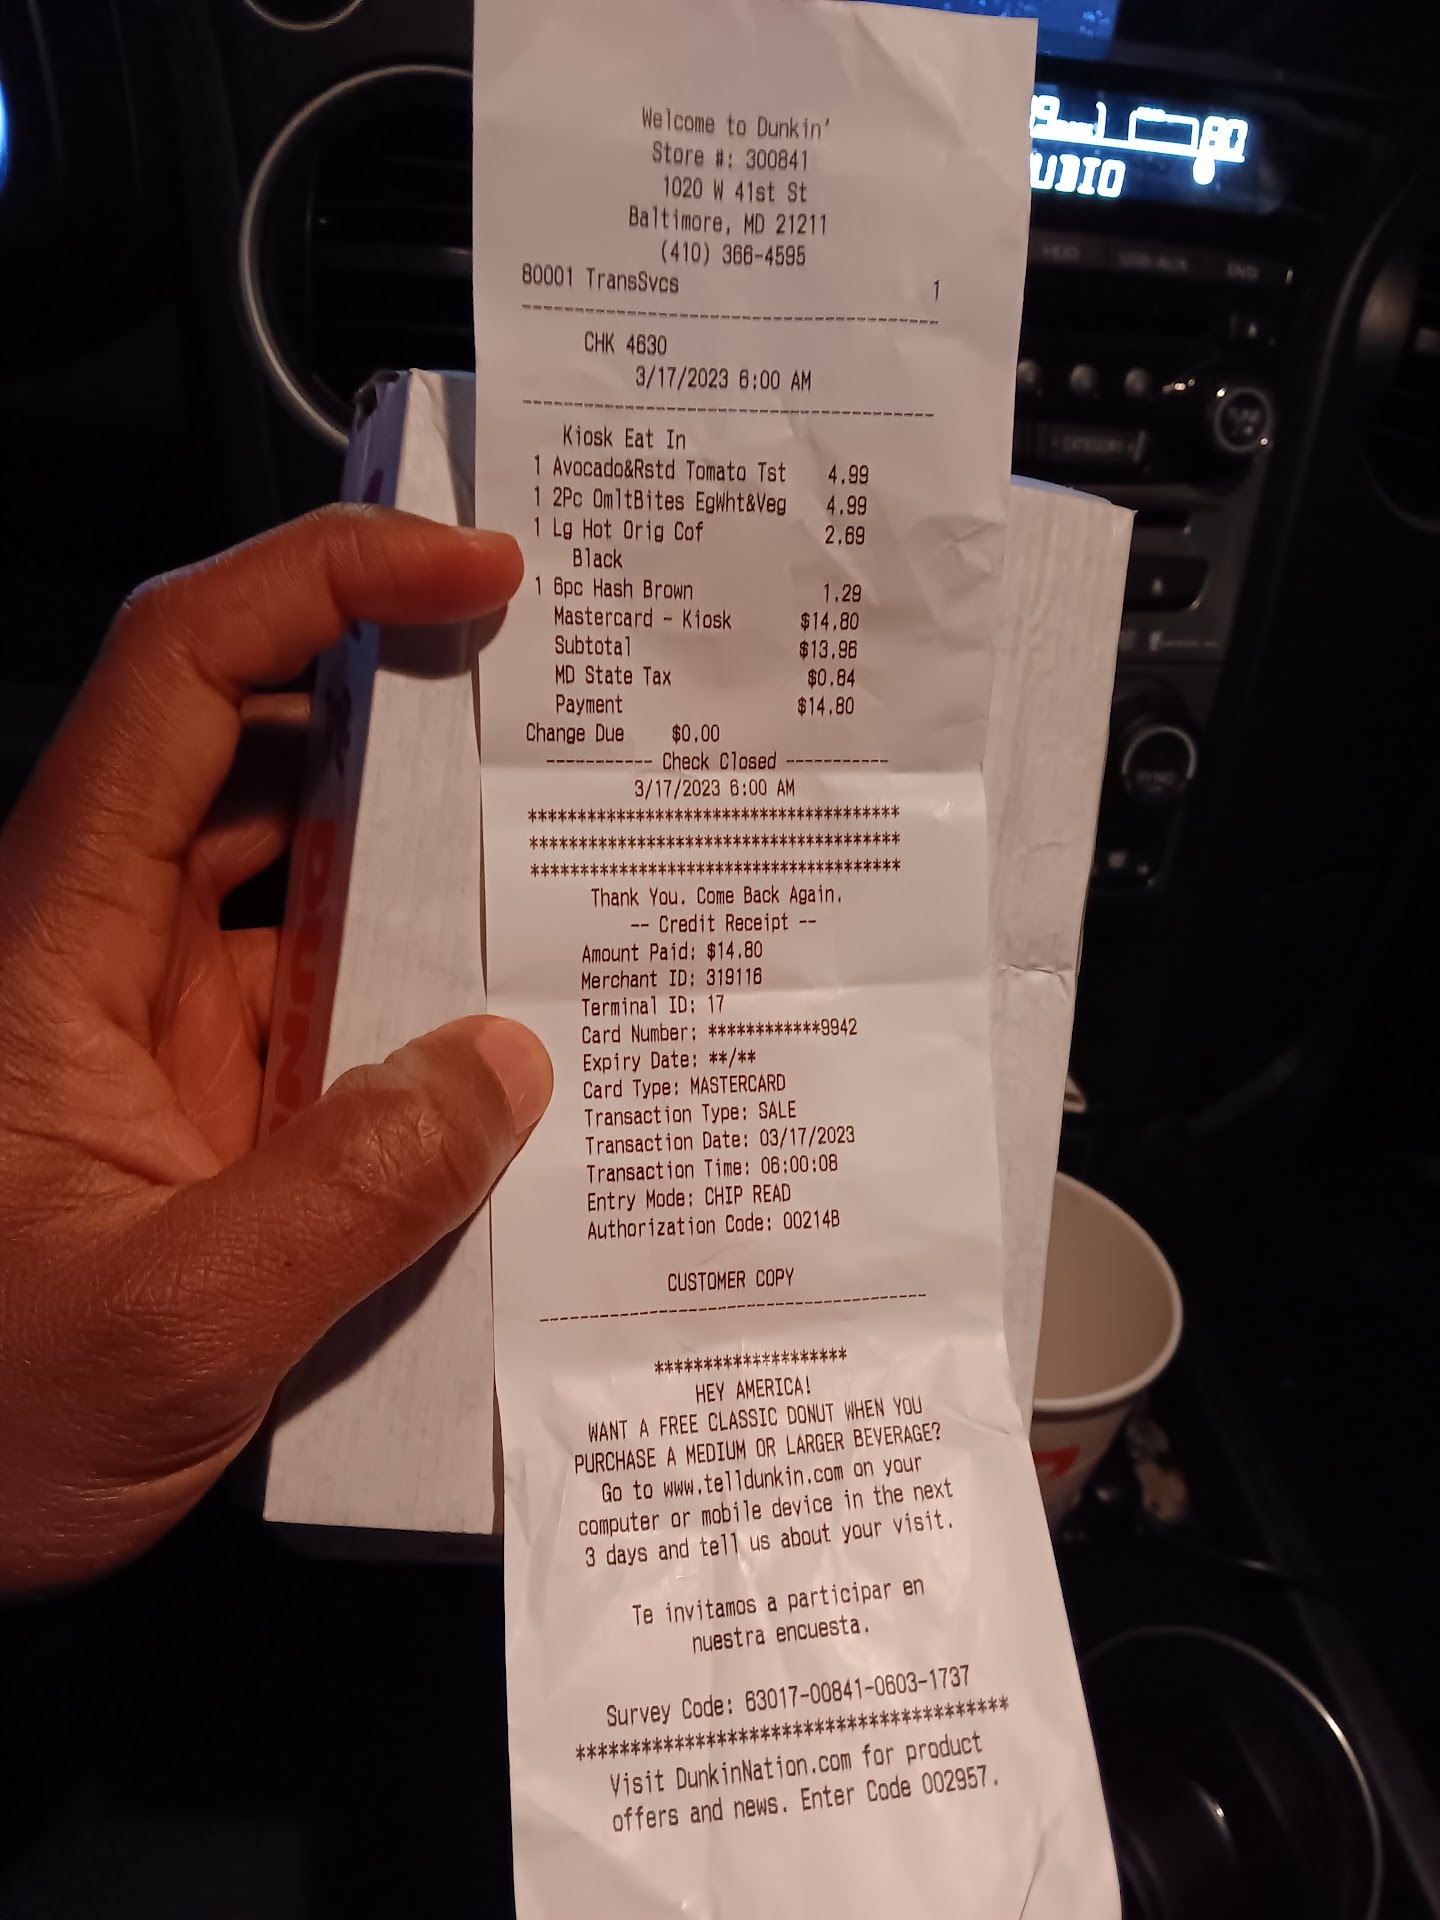 Welcome to Dunkin'
Store #: 300841
1020 W 41st St
Baltimore, MD 21211
(410) 366-4595
80001 TransSvcs 1
----------------------------------------
CHK 4630
3/17/2023 6:00 AM
----------------------------------------
Kiosk Eat In
1 Avocado&Rstd Tomato Tst 4.99
1 2Pc OmltBites EgWht&Veg 4.99
1 Lg Hot Orig Cof 2.69
Black
1 6pc Hash Brown 1.29
Mastercard - Kiosk $14.80
Subtotal $13.96
MD State Tax $0.84
Payment $14.80
Change Due $0.00
----------- Check Closed -----------
3/17/2023 6:00 AM
***************************************
***************************************
***************************************
Thank You. Come Back Again.
-- Credit Receipt --
Amount Paid: $14.80
Merchant ID: 319116
Terminal ID: 17
Card Number: ************9942
Expiry Date: **/**
Card Type: MASTERCARD
Transaction Type: SALE
Transaction Date: 03/17/2023
Transaction Time: 06:00:08
Entry Mode: CHIP READ
Authorization Code: 00214B
CUSTOMER COPY
----------------------------------------
********************
HEY AMERICA!
WANT A FREE CLASSIC DONUT WHEN YOU
PURCHASE A MEDIUM OR LARGER BEVERAGE?
Go to www.telldunkin.com on your
computer or mobile device in the next
3 days and tell us about your visit.
Te invitamos a participar en
nuestra encuesta.
Survey Code: 63017-00841-0603-1737
***************************************
Visit DunkinNation.com for product
offers and news. Enter Code 002957.
80
UDIO
DVD
CATEGORY
TUNE
SYNC
DUN